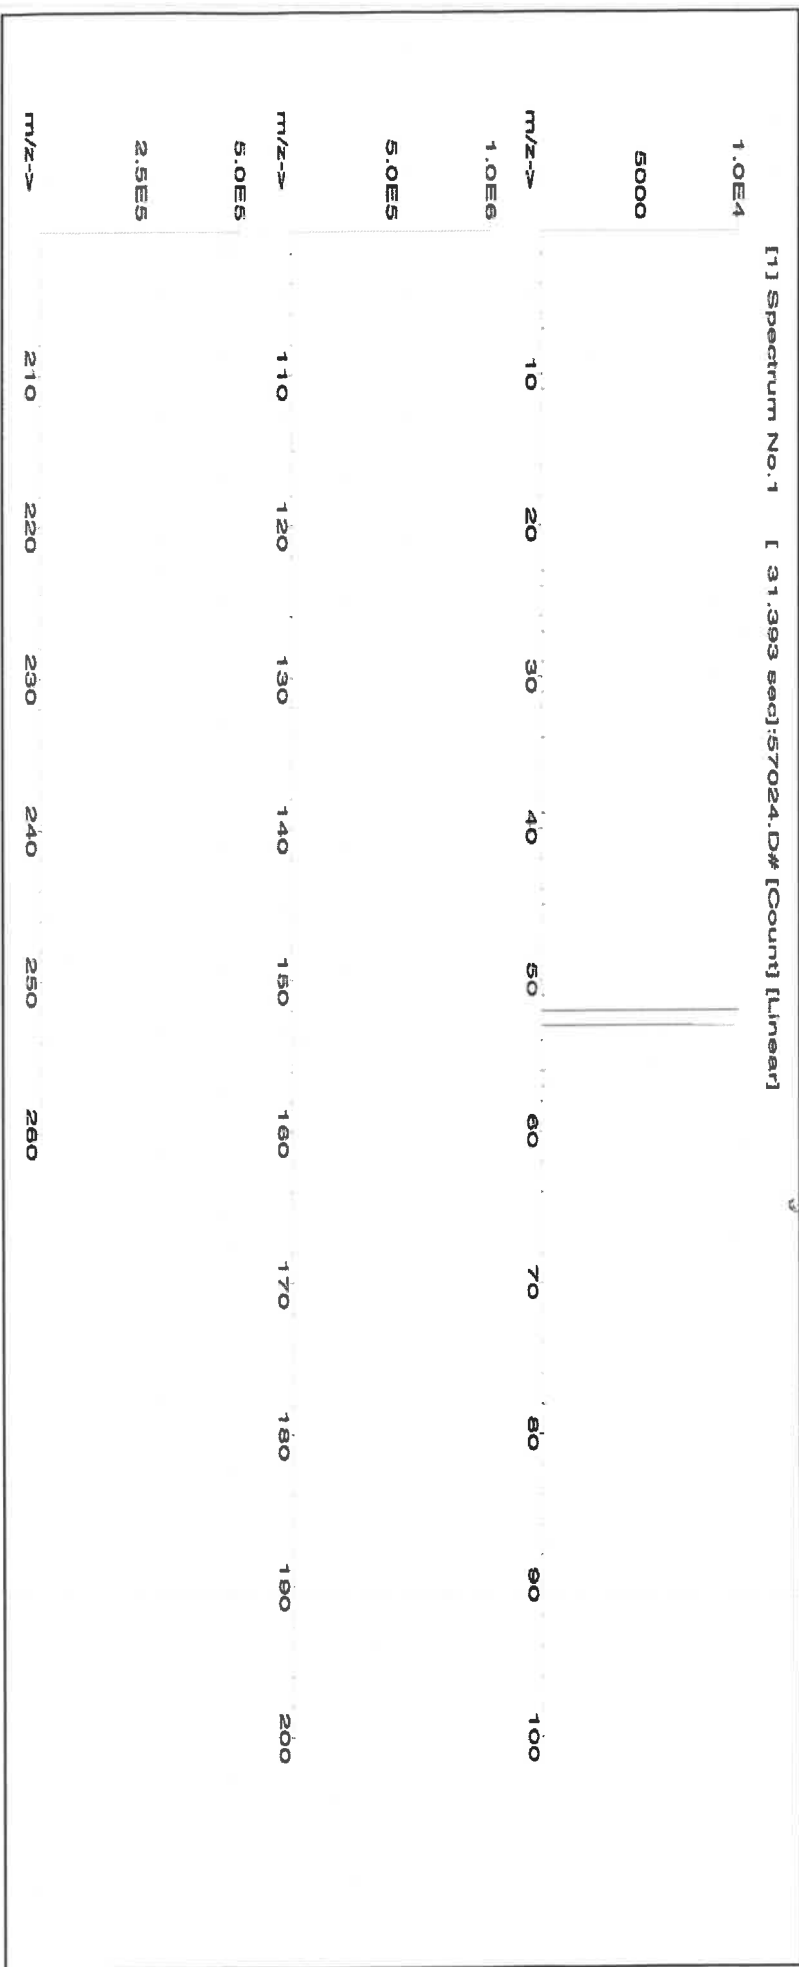 [1] Spectrum No.1 [ 31.393 sec]:57024.D# [Count] [Linear]
1.0E4
5000
m/z-> 10 20 30 40 50 60 70 80 90 100
1.0E6
5.0E5
m/z-> 110 120 130 140 150 160 170 180 190 200
5.0E5
2.5E5
m/z-> 210 220 230 240 250 260